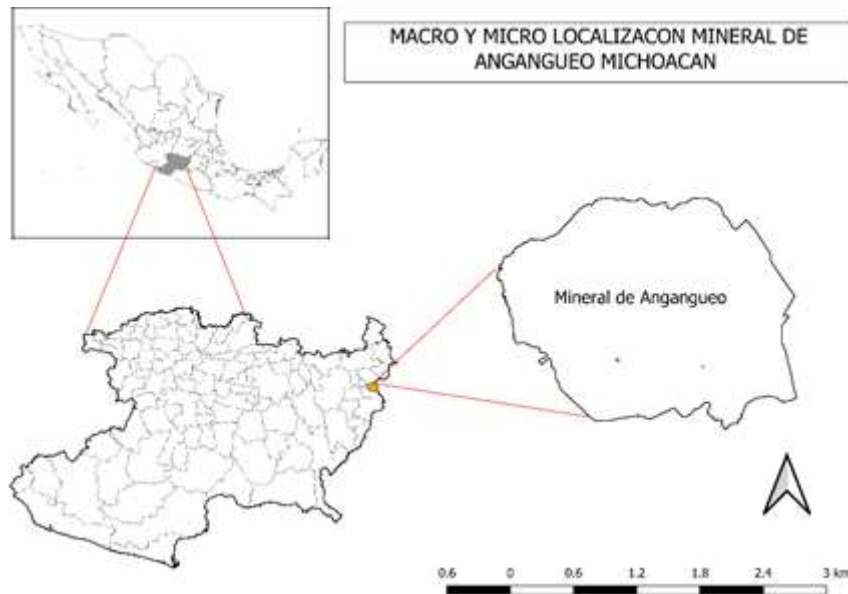 MACRO Y MICRO LOCALIZACON MINERAL DE
ANGANGUEO MICHOACAN
Mineral de Angangueo
0.6 0 0.6 1.2 1.8 2.4 3 km